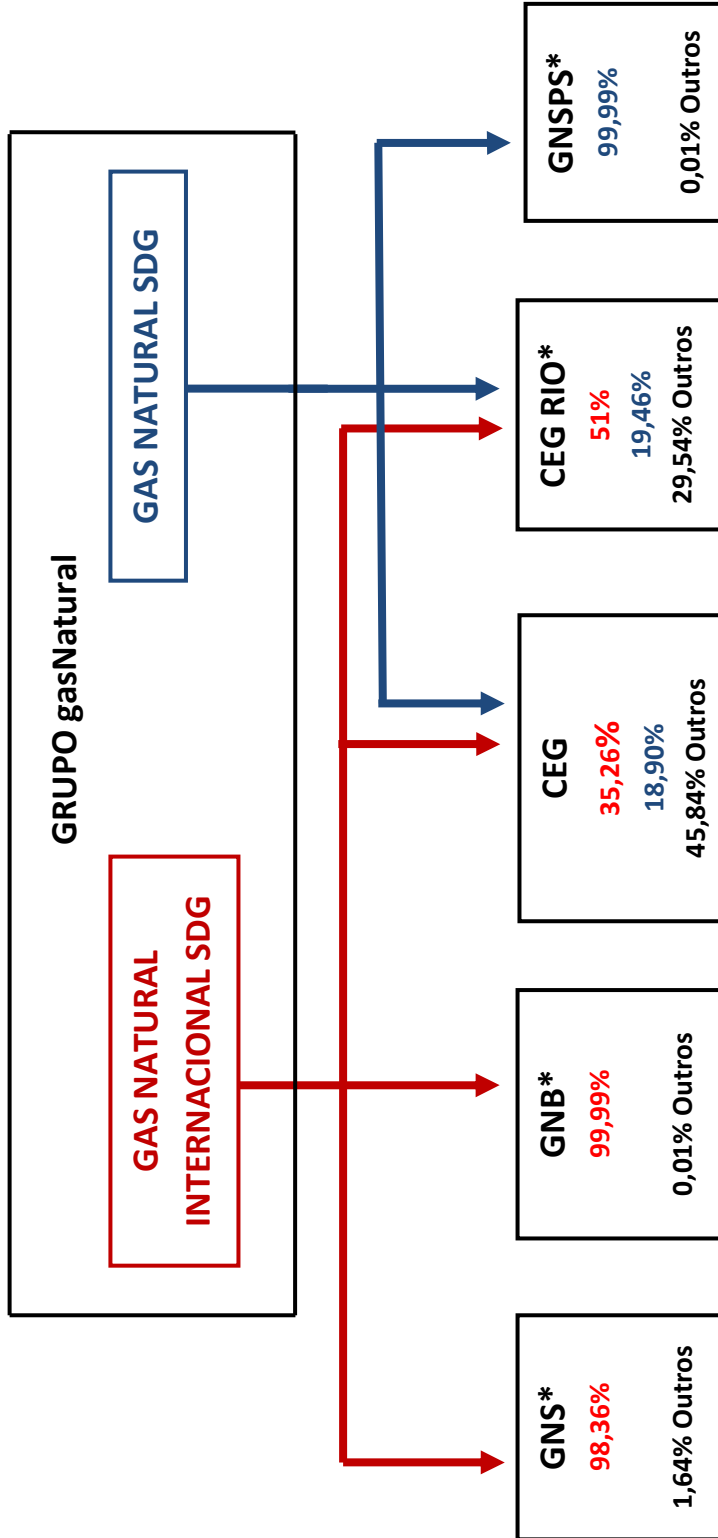 GRUPO gasNatural
GAS NATURAL
INTERNACIONAL SDG
GAS NATURAL SDG
GNS*
98,36%
1,64% Outros
GNB*
99,99%
0,01% Outros
CEG
35,26%
18,90%
45,84% Outros
CEG RIO*
51%
19,46%
29,54% Outros
GNSPS*
99,99%
0,01% Outros